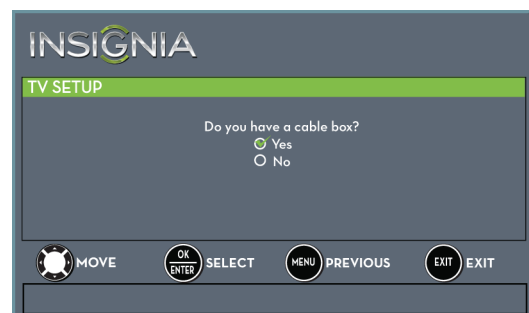 INSIGNIA
TV SETUP
Do you have a cable box?
Yes
No
MOVE OK ENTER SELECT MENU PREVIOUS EXIT EXIT